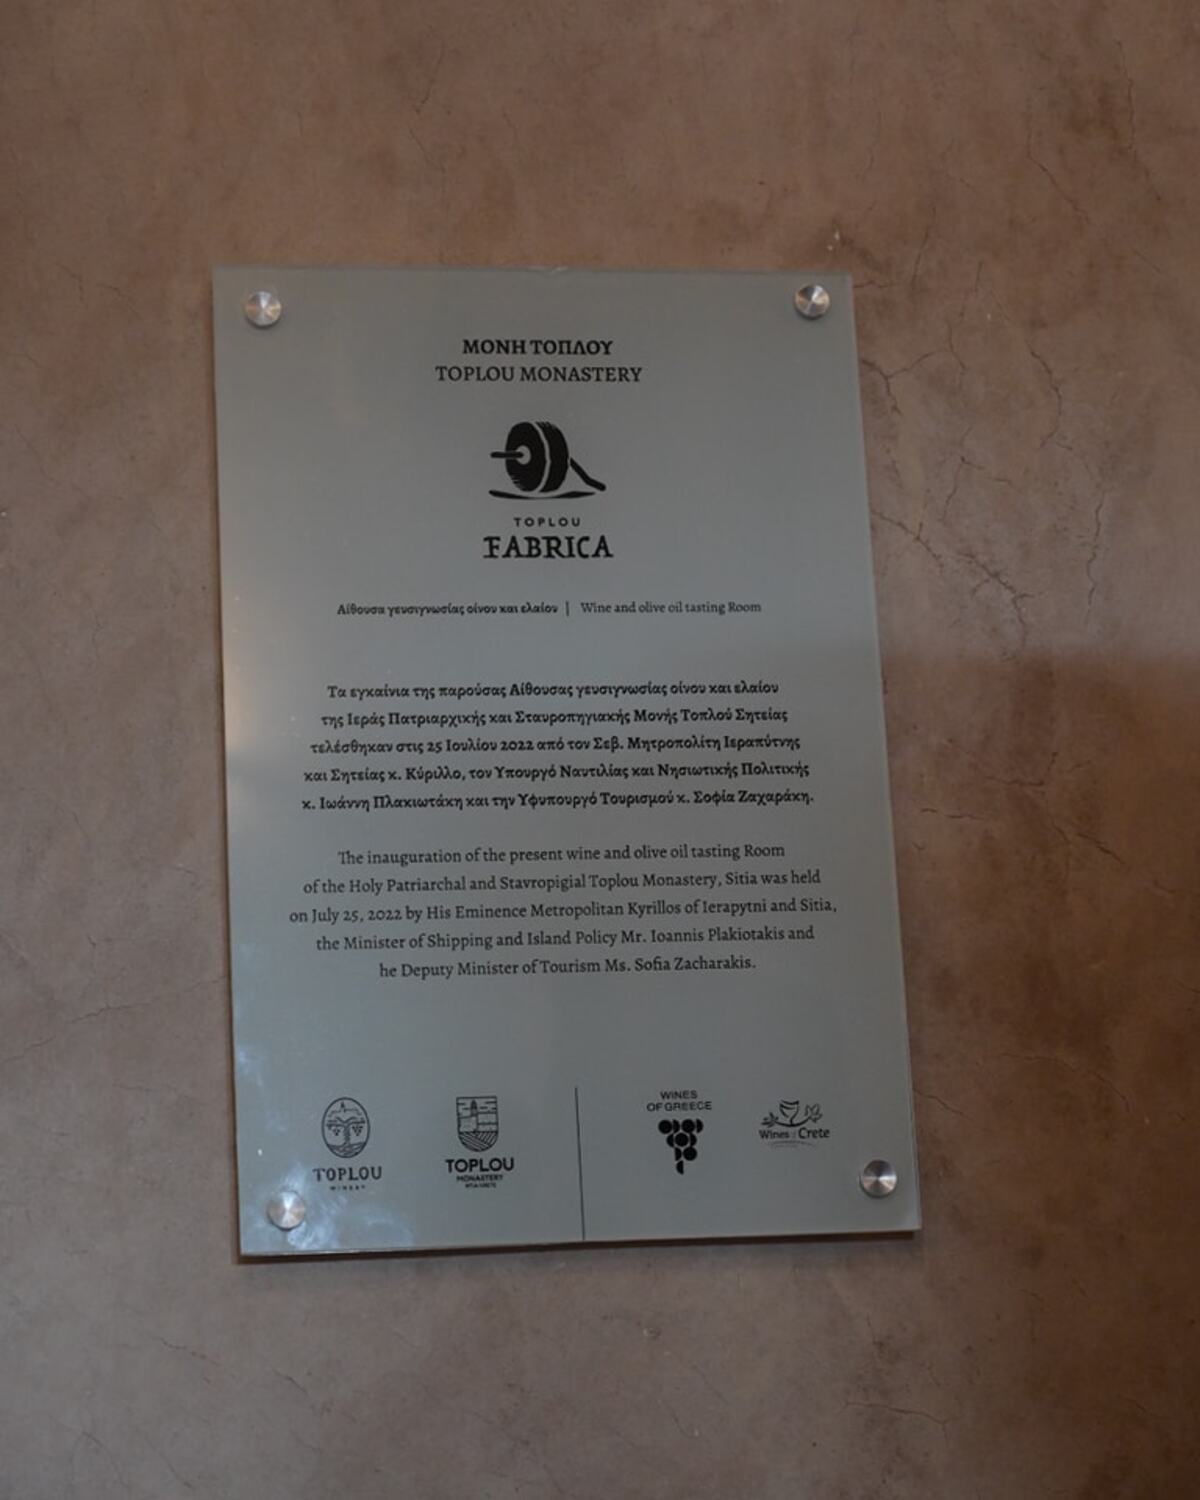 ΜΟΝΗ ΤΟΠΛΟΥ
TOPLOU MONASTERY
TOPLOU
FABRICA
Αίθουσα γευσιγνωσίας οίνου και ελαίου | Wine and olive oil tasting Room
Τα εγκαίνια της παρούσας Αίθουσας γευσιγνωσίας οίνου και ελαίου
της Ιεράς Πατριαρχικής και Σταυροπηγιακής Μονής Τοπλού Σητείας
τελέσθηκαν στις 25 Ιουλίου 2022 από τον Σεβ. Μητροπολίτη Ιεραπύτνης
και Σητείας κ. Κύριλλο, τον Υπουργό Ναυτιλίας και Νησιωτικής Πολιτικής
κ. Ιωάννη Πλακιωτάκη και την Υφυπουργό Τουρισμού κ. Σοφία Ζαχαράκη.
The inauguration of the present wine and olive oil tasting Room
of the Holy Patriarchal and Stavropigial Toplou Monastery, Sitia was held
on July 25, 2022 by His Eminence Metropolitan Kyrillos of Ierapytni and Sitia,
the Minister of Shipping and Island Policy Mr. Ioannis Plakiotakis and
he Deputy Minister of Tourism Ms. Sofia Zacharakis.
TOPLOU
WINERY
TOPLOU
MONASTERY
WINES
OF GREECE
Wines of Crete